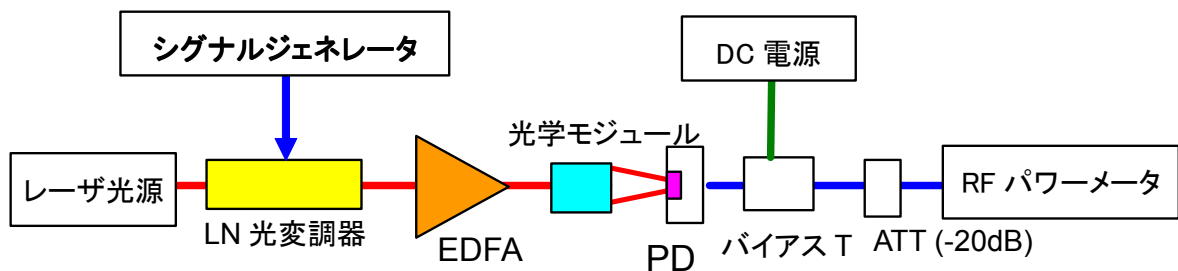 シグナルジェネレータ
DC 電源
光学モジュール
レーザ光源
RF パワーメータ
LN 光変調器
EDFA
PD
バイアス T
ATT (-20dB)